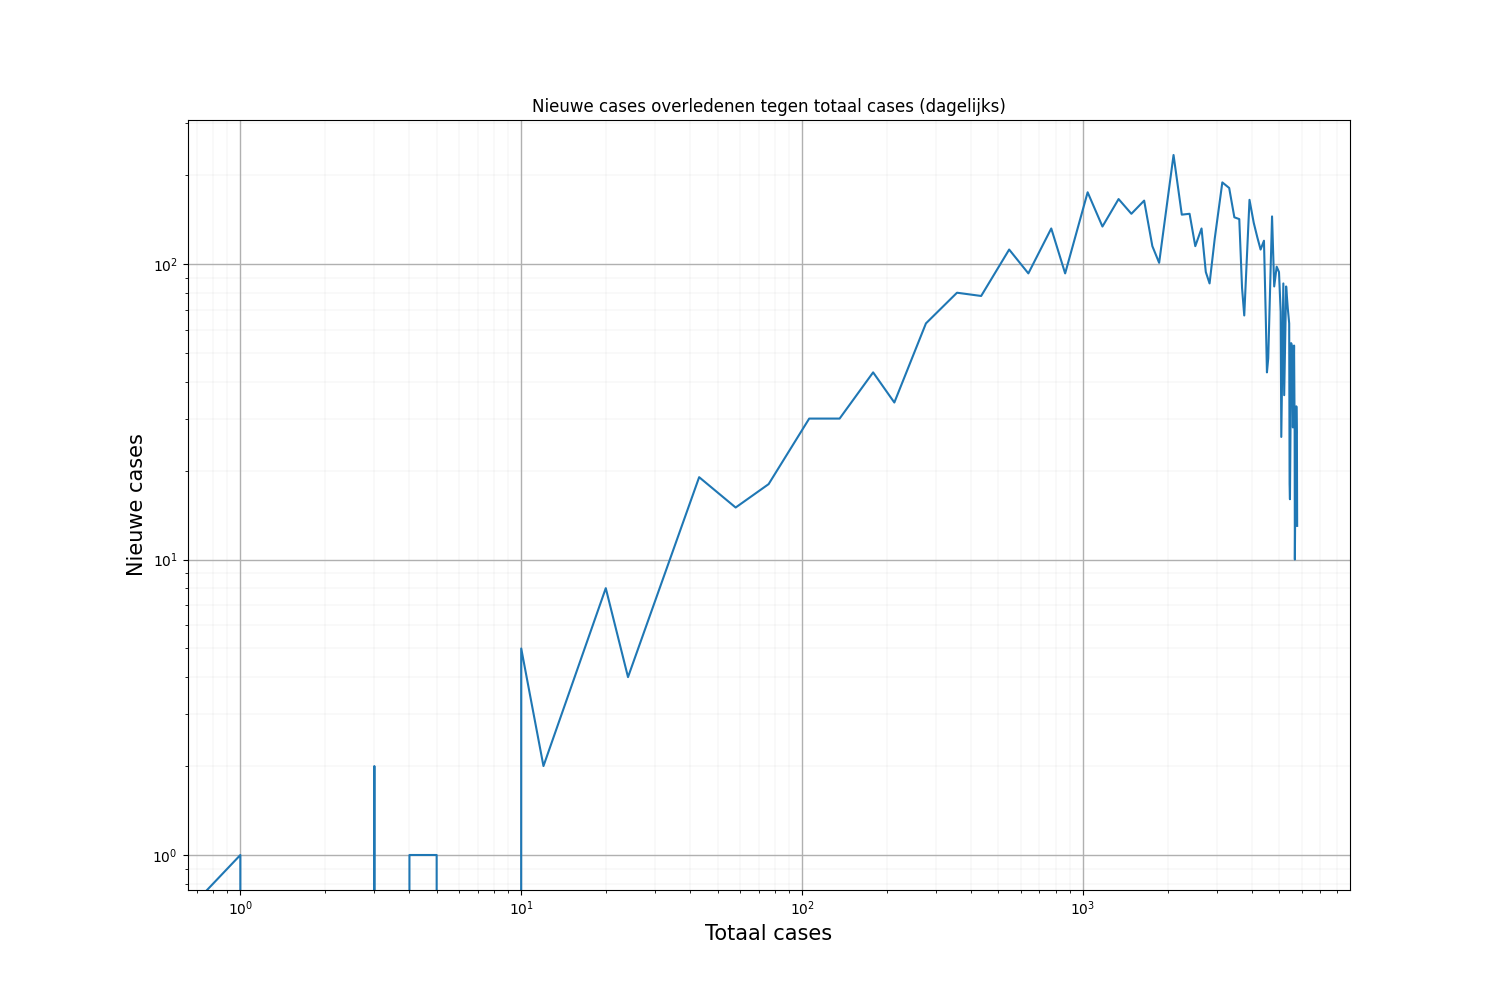 Nieuwe cases overledenen tegen totaal cases (dagelijks)
Nieuwe cases
10²
10¹
10⁰
10⁰ 10¹ 10² 10³
Totaal cases